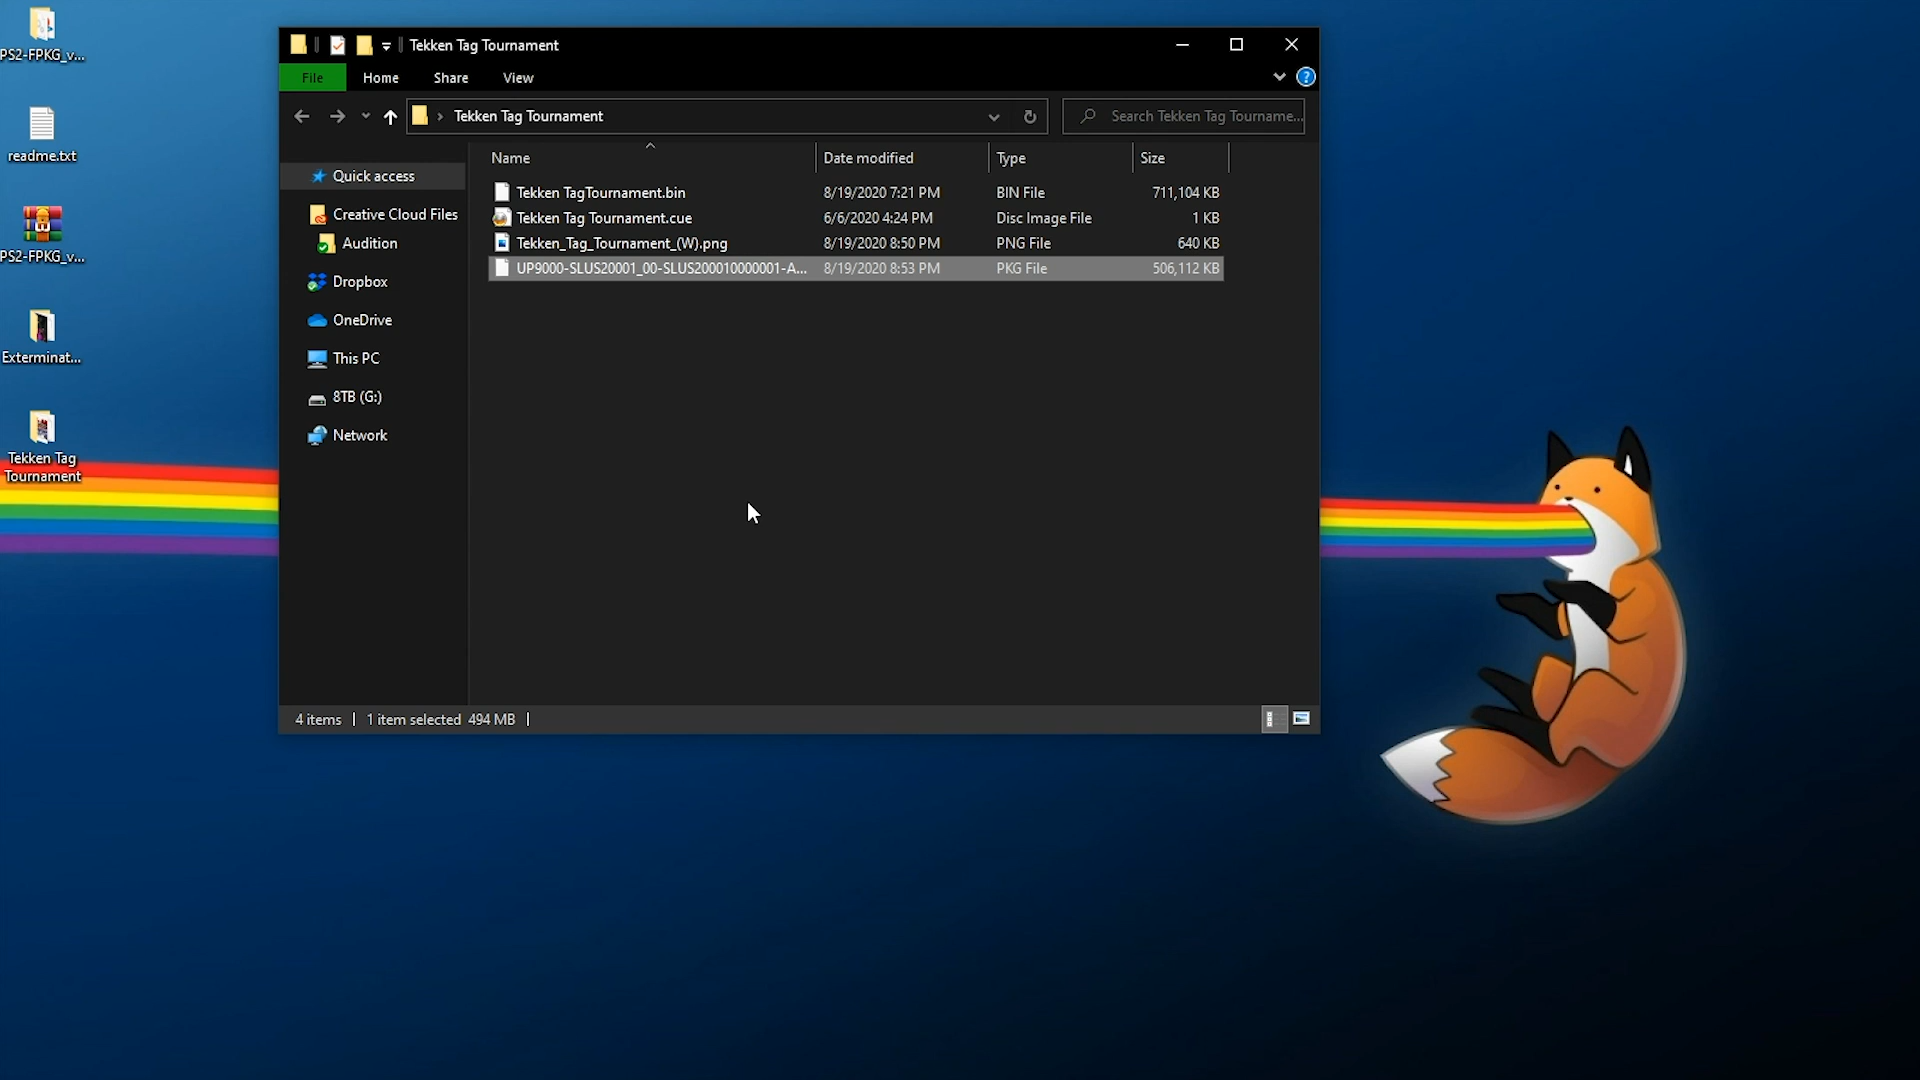 PS2-FPKG_v...
readme.txt
PS2-FPKG_v...
Exterminat...
Tekken Tag
Tournament
Tekken Tag Tournament
File Home Share View
Tekken Tag Tournament
Search Tekken Tag Tourname...
Quick access
Creative Cloud Files
Audition
Dropbox
OneDrive
This PC
8TB (G:)
Network
Name Date modified Type Size
Tekken TagTournament.bin 8/19/2020 7:21 PM BIN File 711,104 KB
Tekken Tag Tournament.cue 6/6/2020 4:24 PM Disc Image File 1 KB
Tekken_Tag_Tournament_(W).png 8/19/2020 8:50 PM PNG File 640 KB
UP9000-SLUS20001_00-SLUS200010000001-A... 8/19/2020 8:53 PM PKG File 506,112 KB
4 items 1 item selected 494 MB